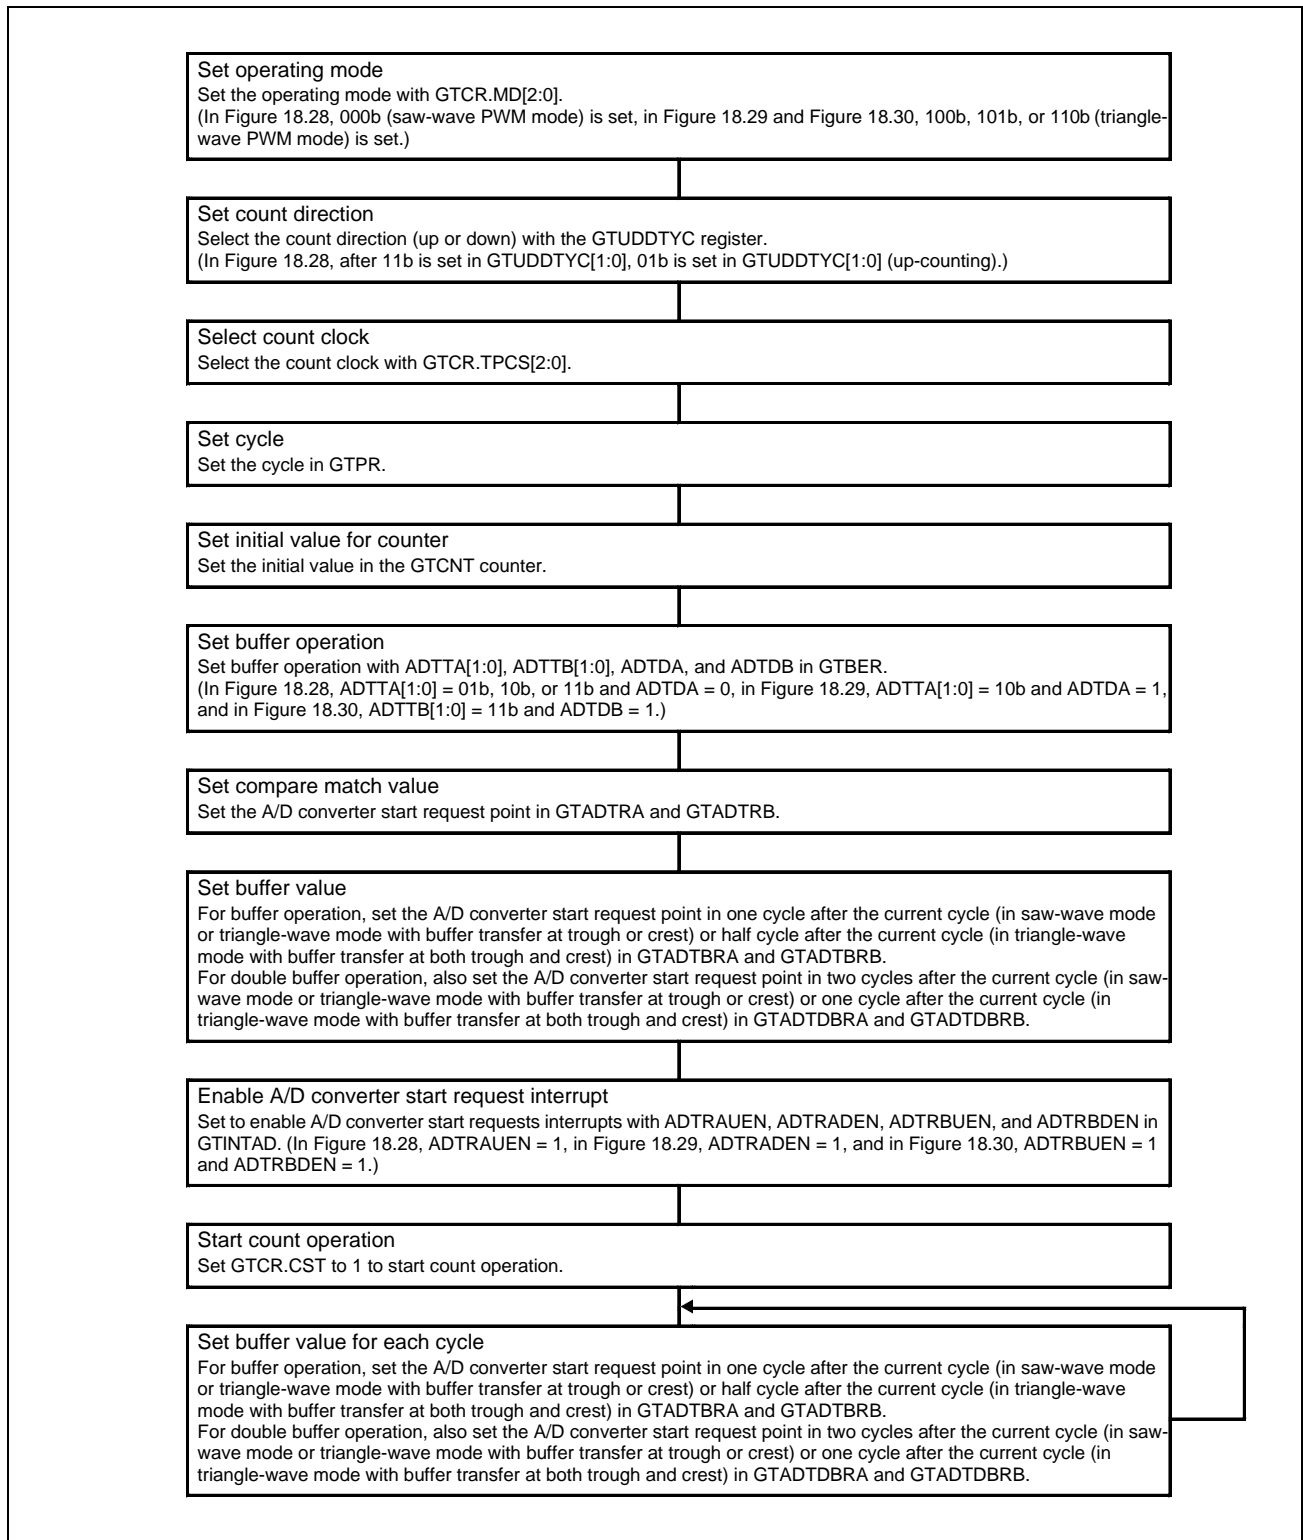 Set operating mode
Set the operating mode with GTCR.MD[2:0].
(In Figure 18.28, 000b (saw-wave PWM mode) is set, in Figure 18.29 and Figure 18.30, 100b, 101b, or 110b (triangle-
wave PWM mode) is set.)
Set count direction
Select the count direction (up or down) with the GTUDDTYC register.
(In Figure 18.28, after 11b is set in GTUDDTYC[1:0], 01b is set in GTUDDTYC[1:0] (up-counting).)
Select count clock
Select the count clock with GTCR.TPCS[2:0].
Set cycle
Set the cycle in GTPR.
Set initial value for counter
Set the initial value in the GTCNT counter.
Set buffer operation
Set buffer operation with ADTTA[1:0], ADTTB[1:0], ADTDA, and ADTDB in GTBER.
(In Figure 18.28, ADTTA[1:0] = 01b, 10b, or 11b and ADTDA = 0, in Figure 18.29, ADTTA[1:0] = 10b and ADTDA = 1,
and in Figure 18.30, ADTTB[1:0] = 11b and ADTDB = 1.)
Set compare match value
Set the A/D converter start request point in GTADTRA and GTADTRB.
Set buffer value
For buffer operation, set the A/D converter start request point in one cycle after the current cycle (in saw-wave mode
or triangle-wave mode with buffer transfer at trough or crest) or half cycle after the current cycle (in triangle-wave
mode with buffer transfer at both trough and crest) in GTADTBRA and GTADTBRB.
For double buffer operation, also set the A/D converter start request point in two cycles after the current cycle (in saw-
wave mode or triangle-wave mode with buffer transfer at trough or crest) or one cycle after the current cycle (in
triangle-wave mode with buffer transfer at both trough and crest) in GTADTDBRA and GTADTDBRB.
Enable A/D converter start request interrupt
Set to enable A/D converter start requests interrupts with ADTRAUEN, ADTRADEN, ADTRBUEN, and ADTRBDEN in
GTINTAD. (In Figure 18.28, ADTRAUEN = 1, in Figure 18.29, ADTRADEN = 1, and in Figure 18.30, ADTRBUEN = 1
and ADTRBDEN = 1.)
Start count operation
Set GTCR.CST to 1 to start count operation.
Set buffer value for each cycle
For buffer operation, set the A/D converter start request point in one cycle after the current cycle (in saw-wave mode
or triangle-wave mode with buffer transfer at trough or crest) or half cycle after the current cycle (in triangle-wave
mode with buffer transfer at both trough and crest) in GTADTBRA and GTADTBRB.
For double buffer operation, also set the A/D converter start request point in two cycles after the current cycle (in saw-
wave mode or triangle-wave mode with buffer transfer at trough or crest) or one cycle after the current cycle (in
triangle-wave mode with buffer transfer at both trough and crest) in GTADTDBRA and GTADTDBRB.